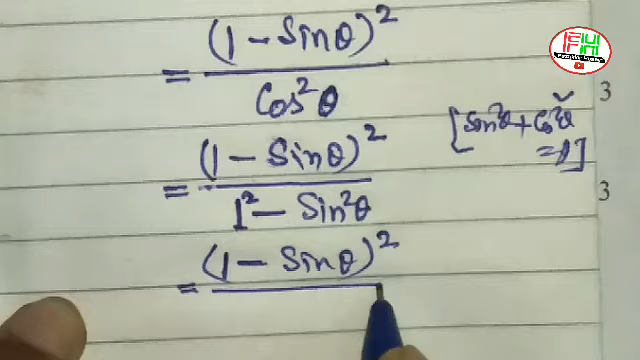 (1 - Sinθ)²
= ─────
Cos²θ
[Sin²θ + Cos²θ
= 1]
(1 - Sinθ)²
= ─────
1² - Sin²θ
(1 - Sinθ)²
= ─────
3
3